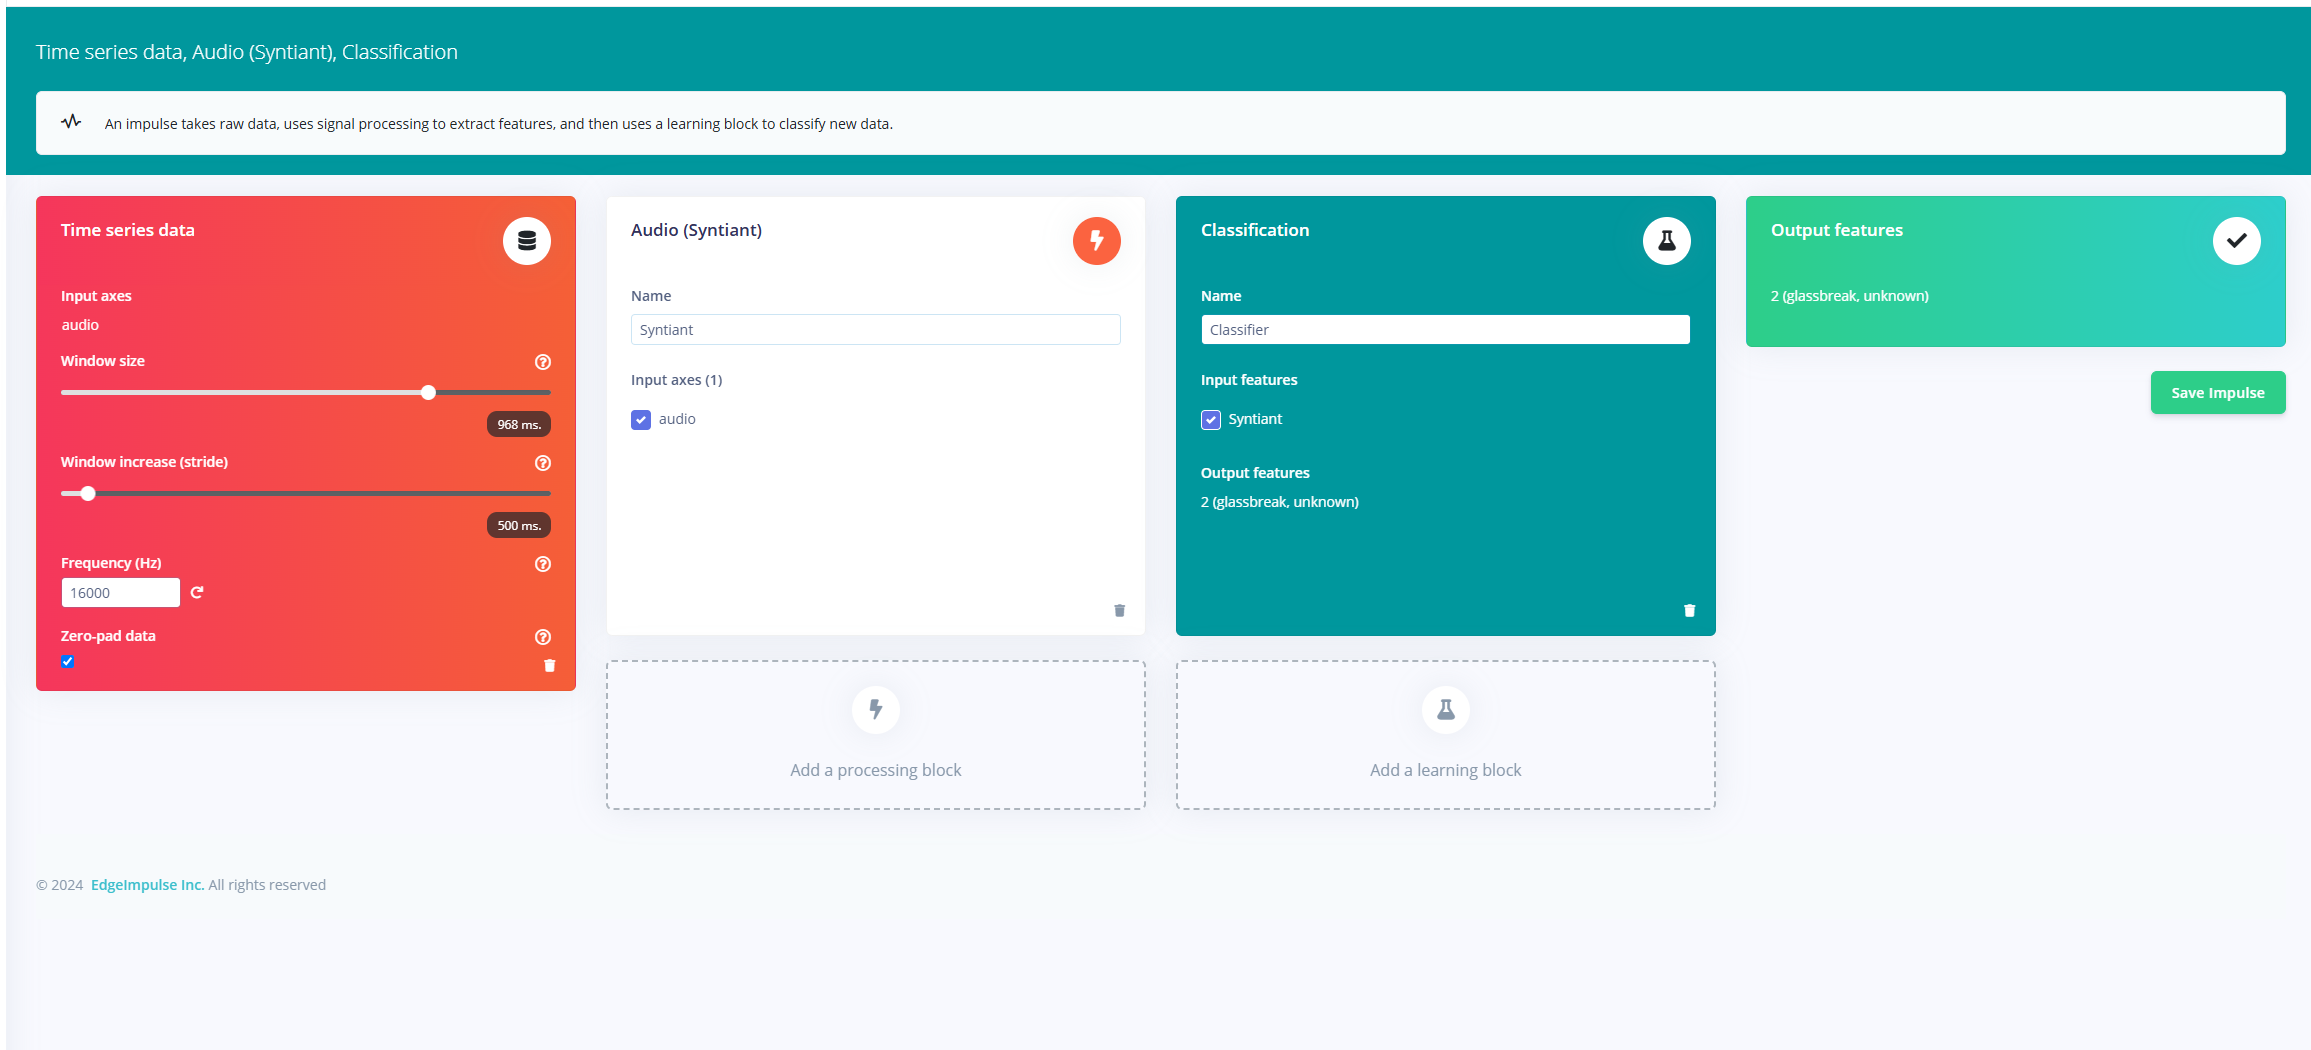 Time series data, Audio (Syntiant), Classification
An impulse takes raw data, uses signal processing to extract features, and then uses a learning block to classify new data.
Time series data
Input axes
audio
Window size
968 ms.
Window increase (stride)
500 ms.
Frequency (Hz)
16000
Zero-pad data
Audio (Syntiant)
Name
Syntiant
Input axes (1)
audio
Add a processing block
Classification
Name
Classifier
Input features
Syntiant
Output features
2 (glassbreak, unknown)
Add a learning block
Output features
2 (glassbreak, unknown)
Save Impulse
© 2024 EdgeImpulse Inc. All rights reserved